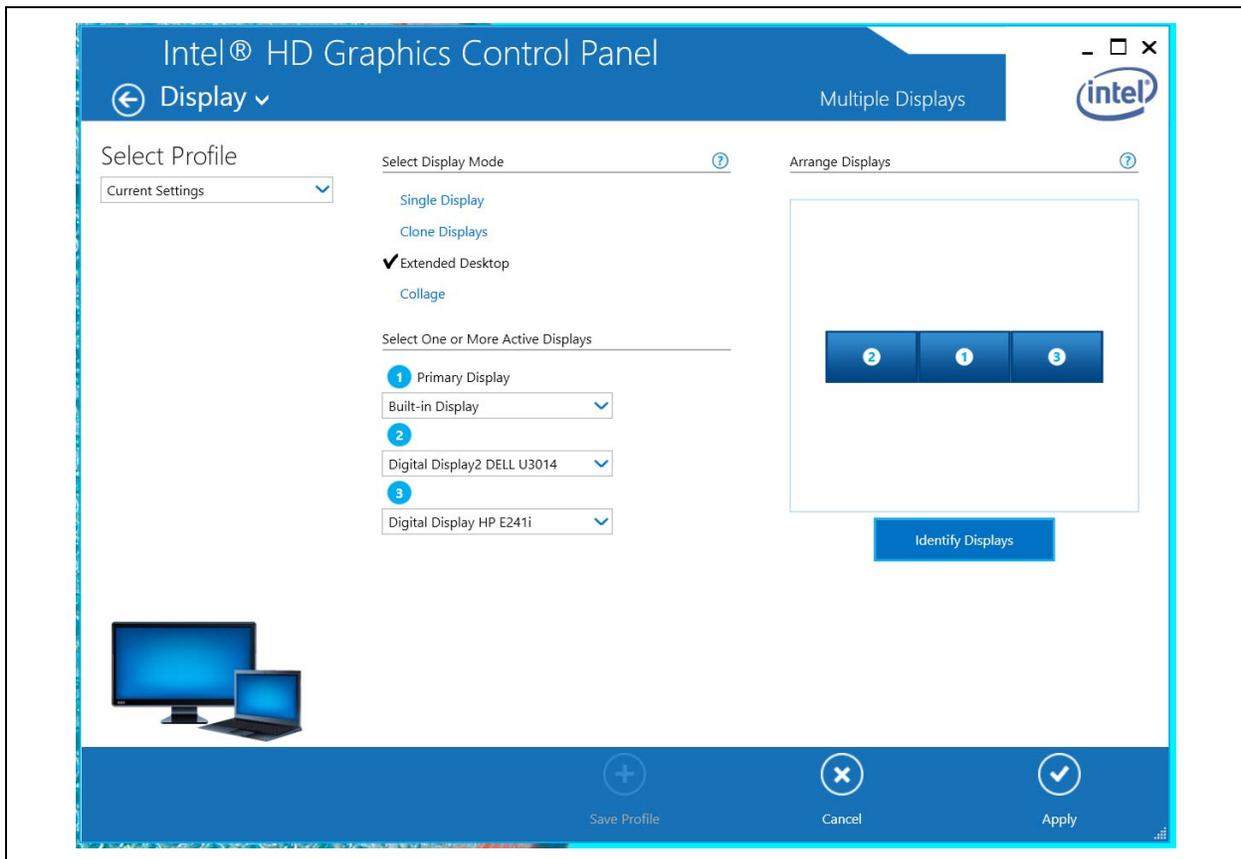 Intel® HD Graphics Control Panel
Display
Multiple Displays
intel®
Select Profile
Current Settings
Select Display Mode
?
Single Display
Clone Displays
Extended Desktop
Collage
Select One or More Active Displays
1 Primary Display
Built-in Display
2
Digital Display2 DELL U3014
3
Digital Display HP E241i
Arrange Displays
?
2 1 3
Identify Displays
Save Profile
Cancel
Apply